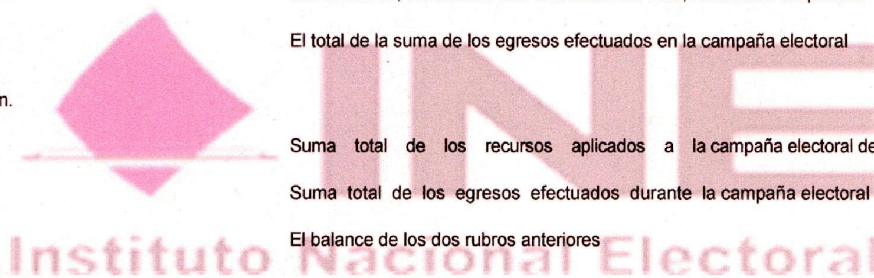 El total de la suma de los egresos efectuados en la campaña electoral
n.
INE
Suma total de los recursos aplicados a la campaña electoral de
Suma total de los egresos efectuados durante la campaña electoral
El balance de los dos rubros anteriores
Instituto Nacional Electoral